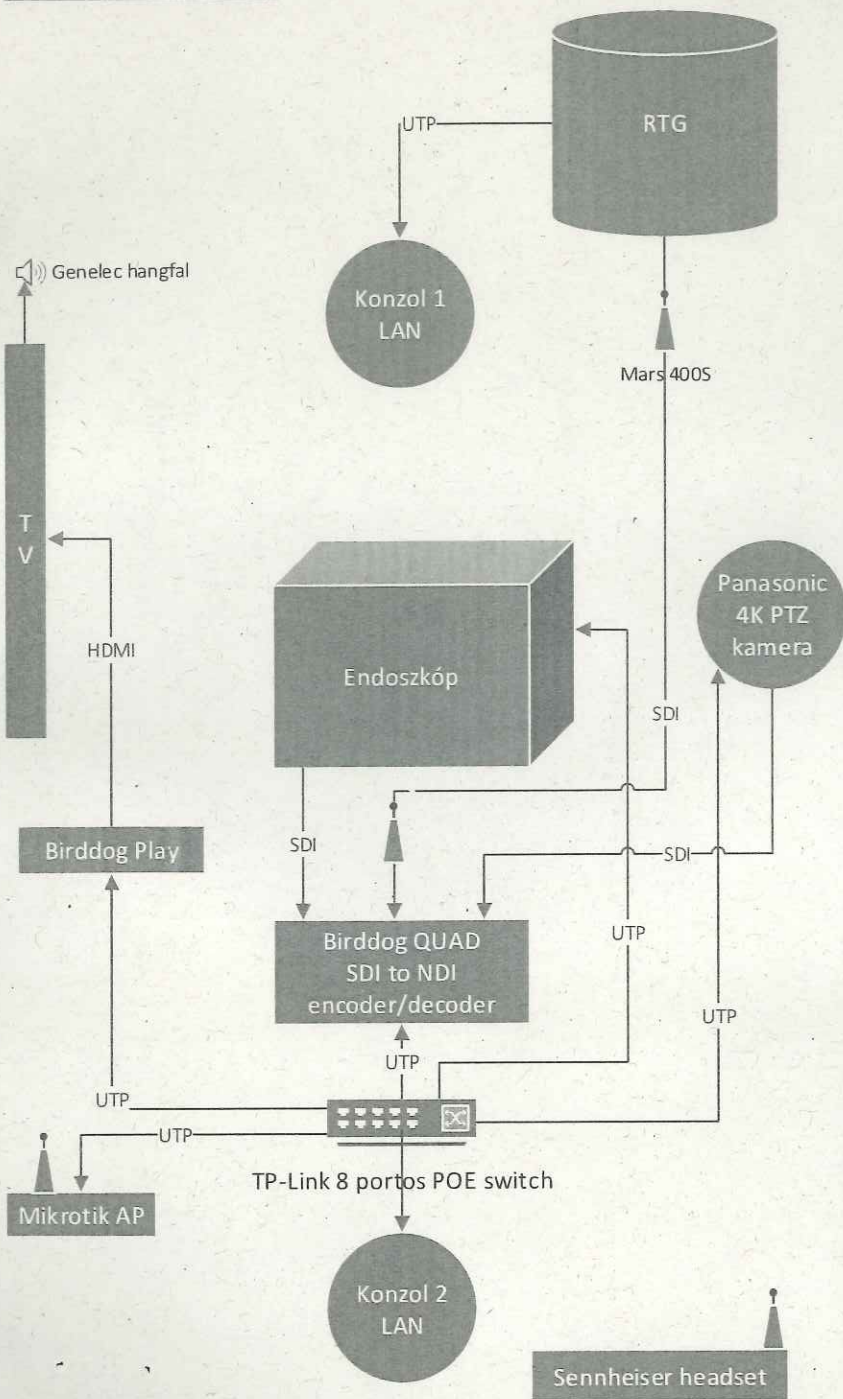 RTG
UTP
Genelec hangfal
Konzol 1
LAN
Mars 400S
T
V
Panasonic
4K PTZ
kamera
HDMI
Endoszkóp
SDI
Birddog Play
SDI
SDI
Birddog QUAD
SDI to NDI
encoder/decoder
UTP
UTP
UTP
UTP
UTP
TP-Link 8 portos POE switch
Mikrotik AP
Konzol 2
LAN
Sennheiser headset